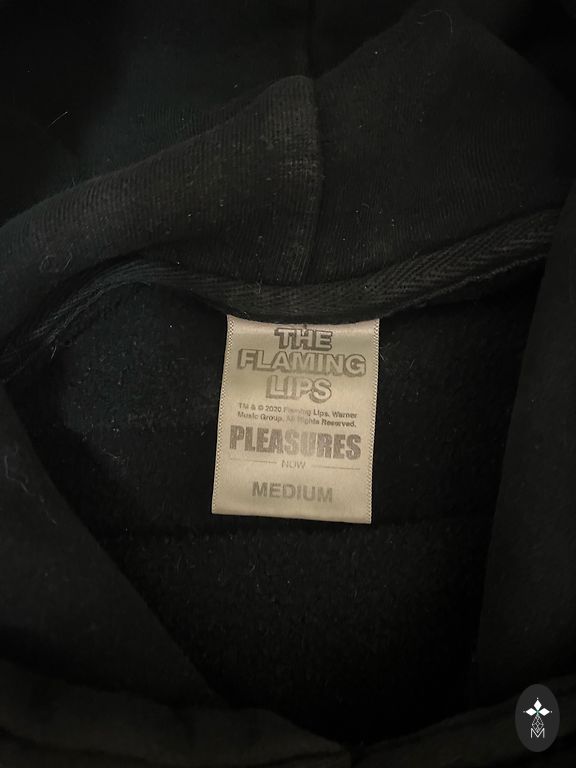 THE
FLAMING
LIPS
TM & © 2020 Flaming Lips. Warner
Music Group. All Rights Reserved.
PLEASURES
NOW
MEDIUM
M